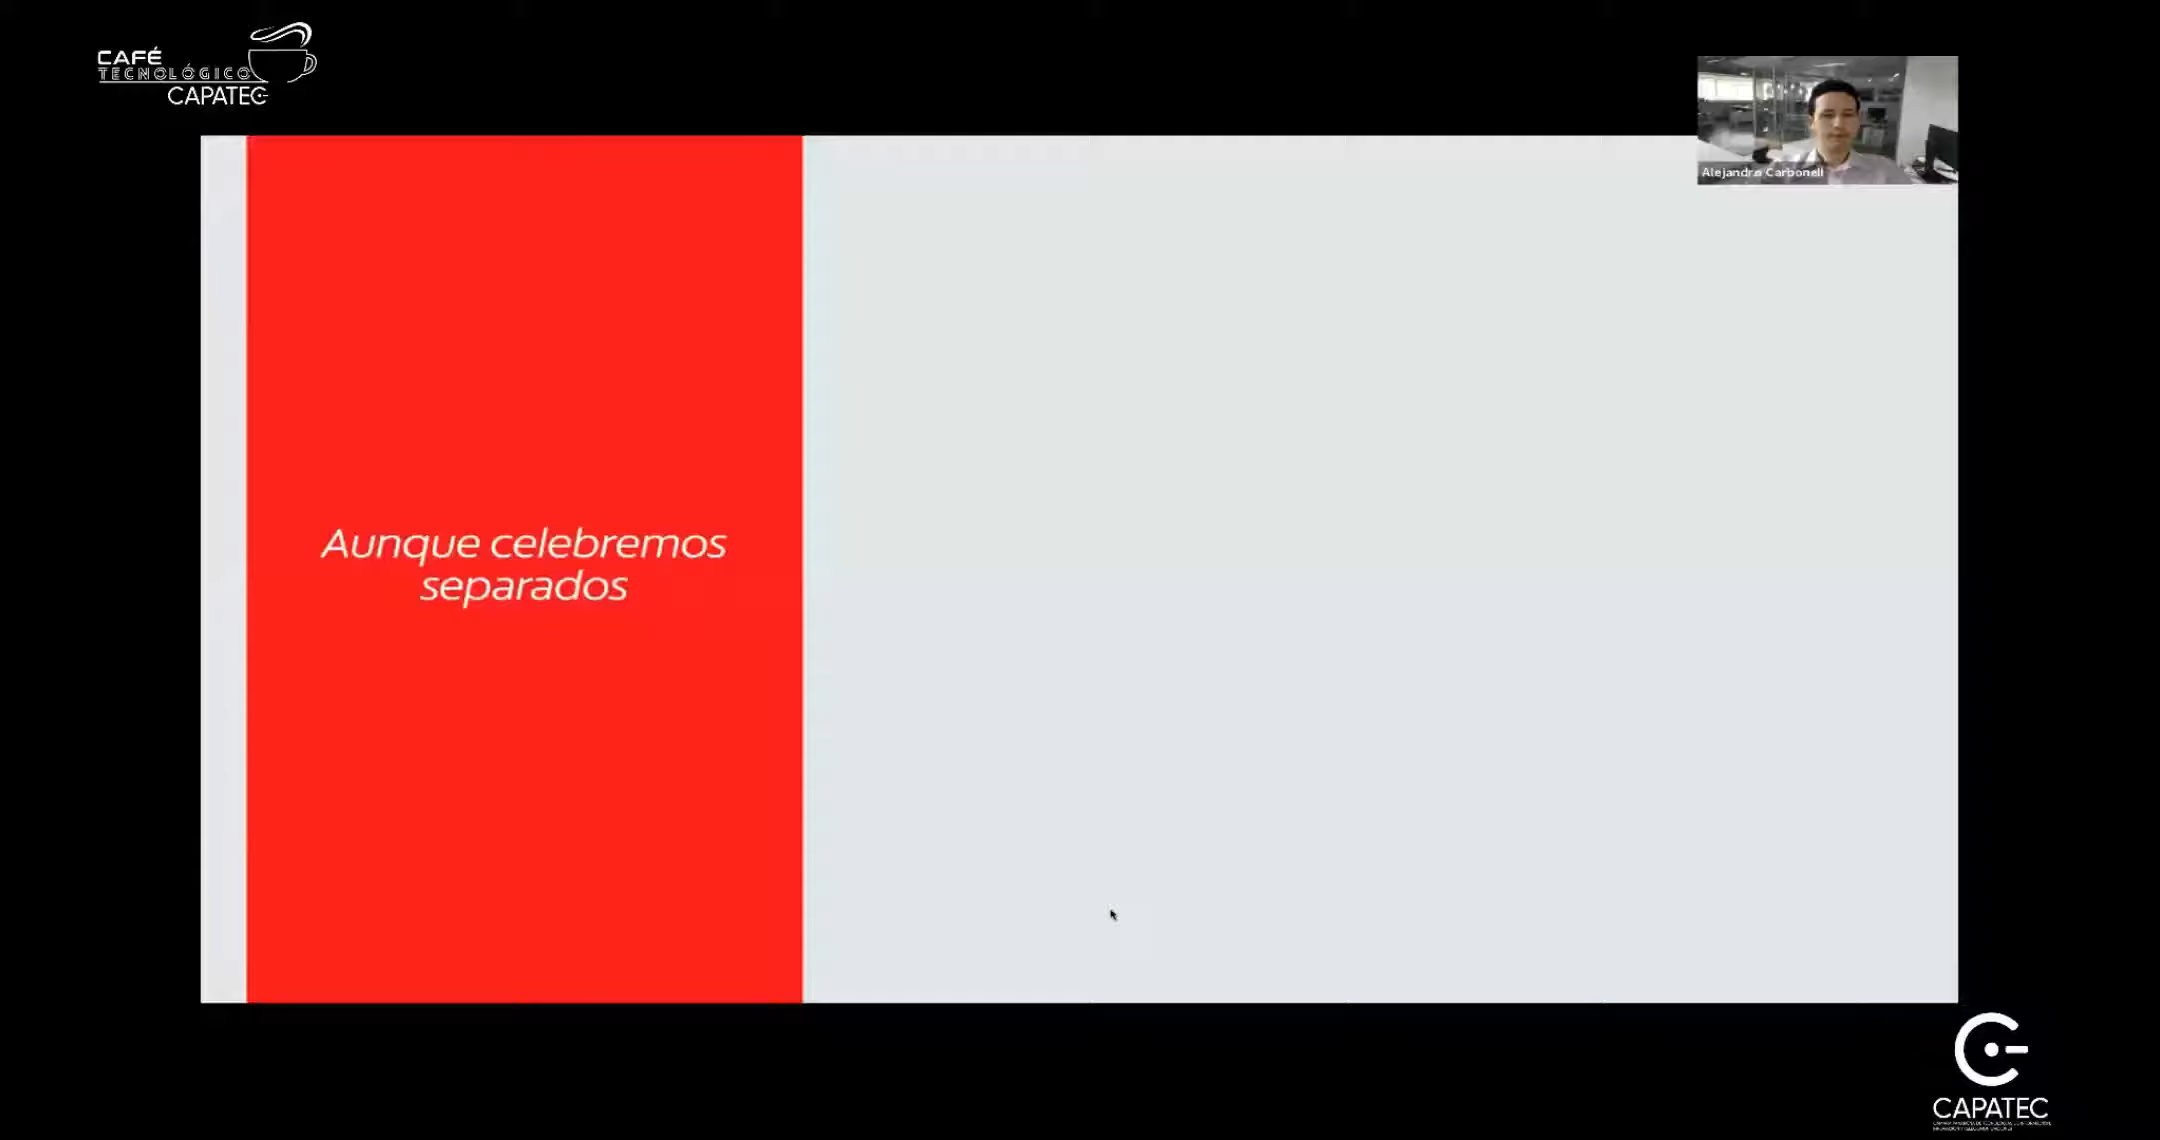 CAFÉ
TECNOLÓGICO
CAPATEC
Alejandro Carbonell
Aunque celebremos
separados
CAPATEC